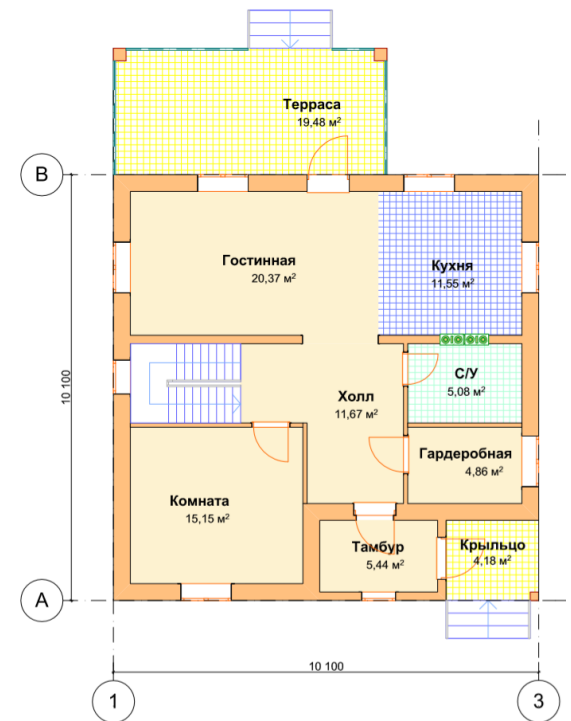 Терраса
19,48 м²
В
Гостинная
20,37 м²
Кухня
11,55 м²
С/У
5,08 м²
Холл
11,67 м²
10 100
Гардеробная
4,86 м²
Комната
15,15 м²
Тамбур
5,44 м²
Крыльцо
4,18 м²
А
10 100
1
3